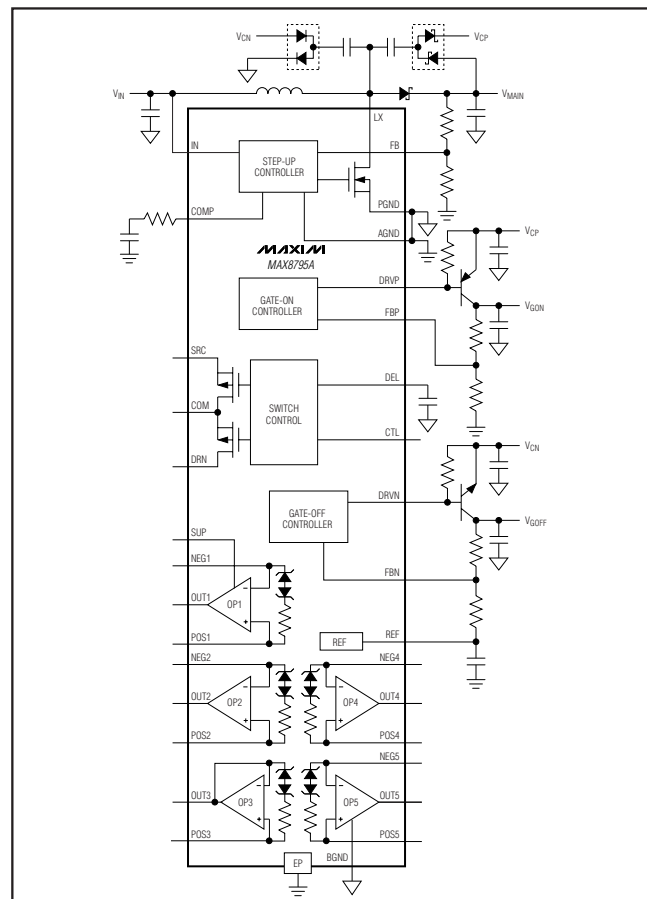 VCN
VCP
VIN
VMAIN
LX
IN
STEP-UP
CONTROLLER
FB
COMP
PGND
AGND
MAXIM
MAX8795A
VCP
DRVP
GATE-ON
CONTROLLER
VGON
FBP
SRC
DEL
COM
SWITCH
CONTROL
CTL
DRN
VCN
DRVN
GATE-OFF
CONTROLLER
VGOFF
SUP
NEG1
FBN
OUT1
OP1
POS1
REF
REF
NEG2
NEG4
OUT2
OP2
OP4
OUT4
POS2
POS4
NEG5
OUT3
OP3
OP5
OUT5
POS3
POS5
EP
BGND